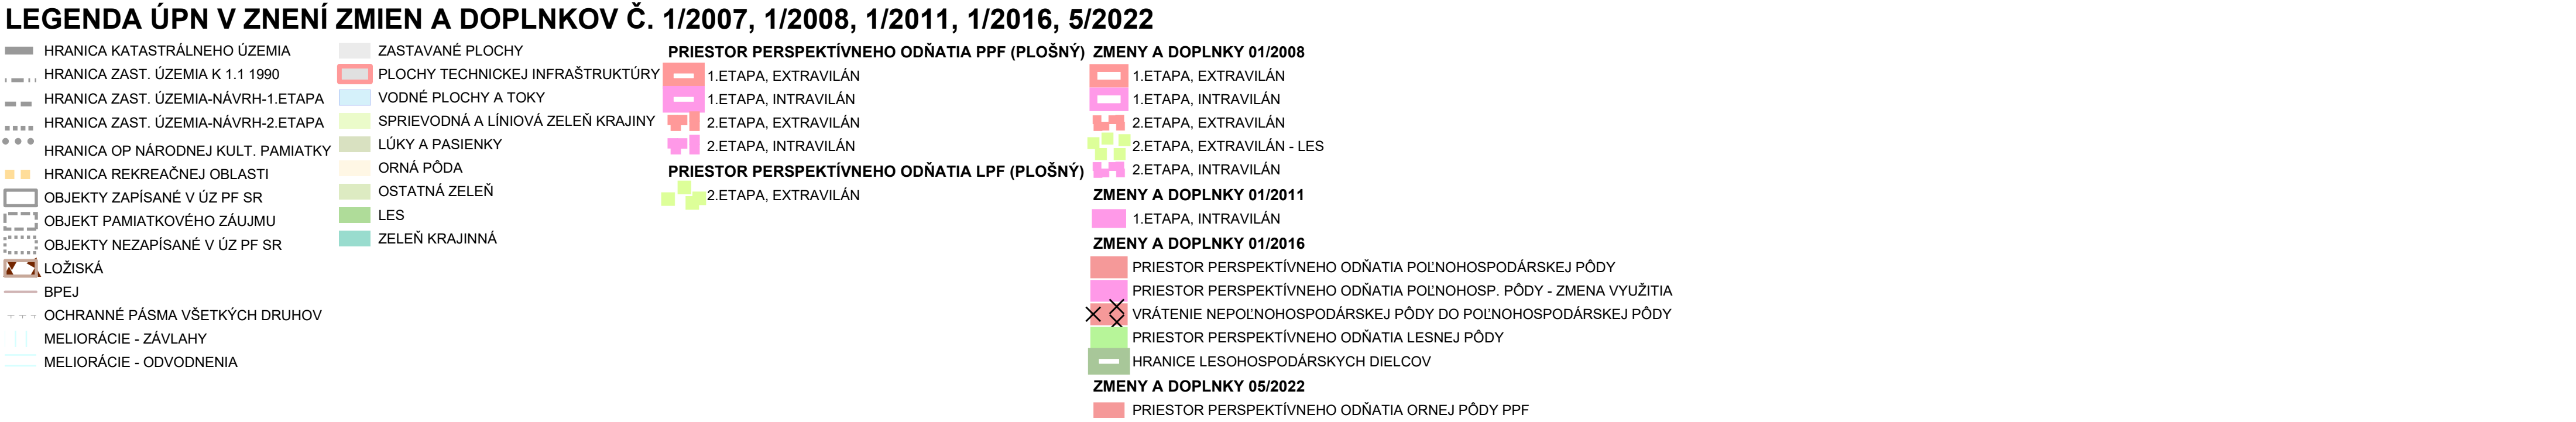 LEGENDA ÚPN V ZNENÍ ZMIEN A DOPLNKOV Č. 1/2007, 1/2008, 1/2011, 1/2016, 5/2022
HRANICA KATASTRÁLNEHO ÚZEMIA
HRANICA ZAST. ÚZEMIA K 1.1 1990
HRANICA ZAST. ÚZEMIA-NÁVRH-1.ETAPA
HRANICA ZAST. ÚZEMIA-NÁVRH-2.ETAPA
HRANICA OP NÁRODNEJ KULT. PAMIATKY
HRANICA REKREAČNEJ OBLASTI
OBJEKTY ZAPÍSANÉ V ÚZ PF SR
OBJEKT PAMIATKOVÉHO ZÁUJMU
OBJEKTY NEZAPÍSANÉ V ÚZ PF SR
LOŽISKÁ
BPEJ
OCHRANNÉ PÁSMA VŠETKÝCH DRUHOV
MELIORÁCIE - ZÁVLAHY
MELIORÁCIE - ODVODNENIA
ZASTAVANÉ PLOCHY
PLOCHY TECHNICKEJ INFRAŠTRUKTÚRY
VODNÉ PLOCHY A TOKY
SPRIEVODNÁ A LÍNIOVÁ ZELEŇ KRAJINY
LÚKY A PASIENKY
ORNÁ PÔDA
OSTATNÁ ZELEŇ
LES
ZELEŇ KRAJINNÁ
PRIESTOR PERSPEKTÍVNEHO ODŇATIA PPF (PLOŠNÝ)
1.ETAPA, EXTRAVILÁN
1.ETAPA, INTRAVILÁN
2.ETAPA, EXTRAVILÁN
2.ETAPA, INTRAVILÁN
PRIESTOR PERSPEKTÍVNEHO ODŇATIA LPF (PLOŠNÝ)
2.ETAPA, EXTRAVILÁN
ZMENY A DOPLNKY 01/2008
1.ETAPA, EXTRAVILÁN
1.ETAPA, INTRAVILÁN
2.ETAPA, EXTRAVILÁN
2.ETAPA, EXTRAVILÁN - LES
2.ETAPA, INTRAVILÁN
ZMENY A DOPLNKY 01/2011
1.ETAPA, INTRAVILÁN
ZMENY A DOPLNKY 01/2016
PRIESTOR PERSPEKTÍVNEHO ODŇATIA POĽNOHOSPODÁRSKEJ PÔDY
PRIESTOR PERSPEKTÍVNEHO ODŇATIA POĽNOHOSP. PÔDY - ZMENA VYUŽITIA
VRÁTENIE NEPOĽNOHOSPODÁRSKEJ PÔDY DO POĽNOHOSPODÁRSKEJ PÔDY
PRIESTOR PERSPEKTÍVNEHO ODŇATIA LESNEJ PÔDY
HRANICE LESOHOSPODÁRSKYCH DIELCOV
ZMENY A DOPLNKY 05/2022
PRIESTOR PERSPEKTÍVNEHO ODŇATIA ORNEJ PÔDY PPF